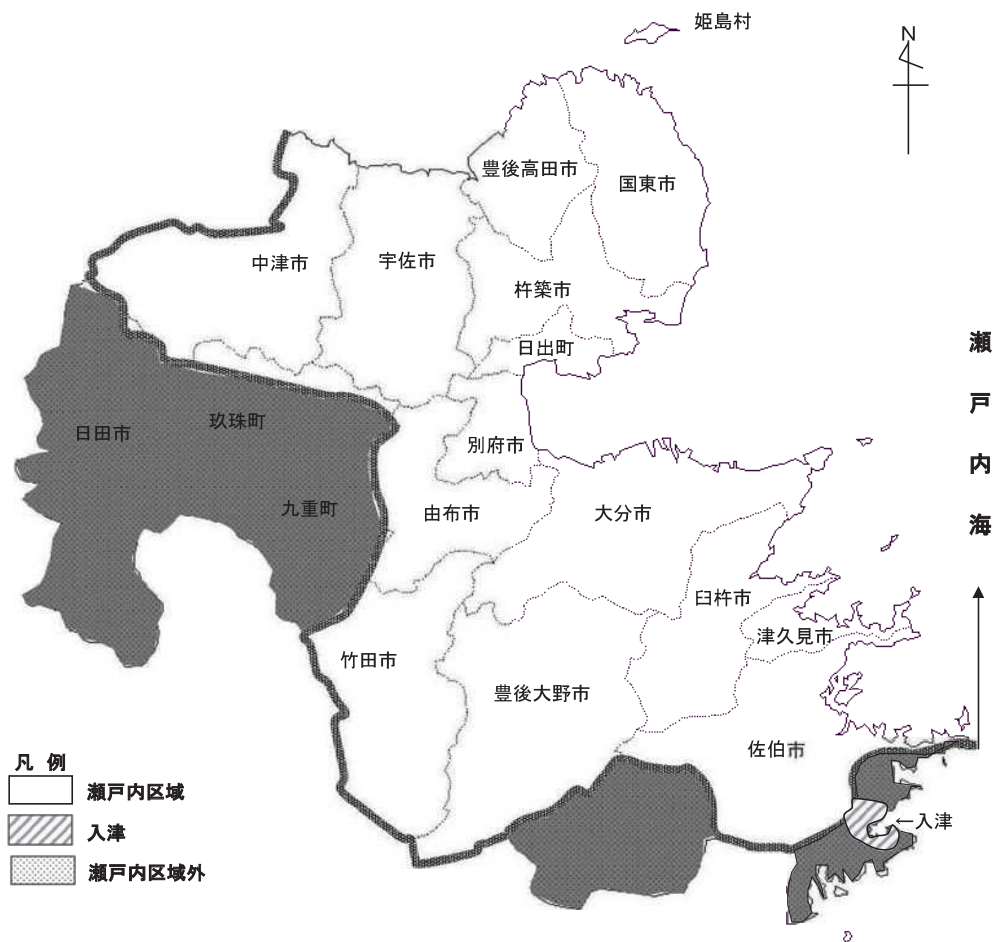 姫島村
N
豊後高田市
国東市
中津市
宇佐市
杵築市
日出町
瀬戸内海
日田市
玖珠町
別府市
九重町
由布市
大分市
臼杵市
津久見市
竹田市
豊後大野市
佐伯市
凡例
瀬戸内区域
入津
←入津
瀬戸内区域外